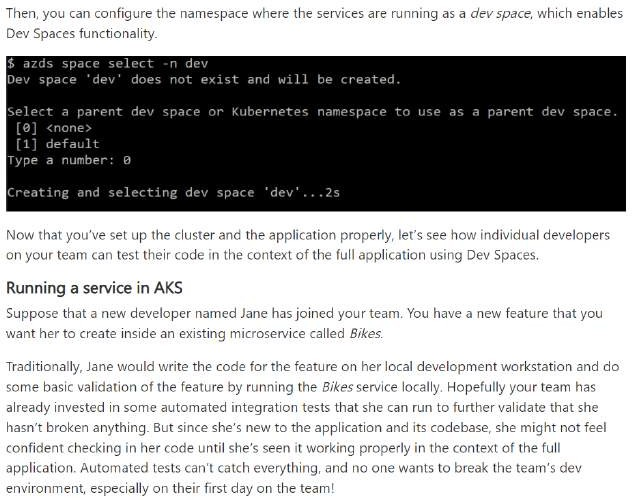 Then, you can configure the namespace where the services are running as a dev space, which enables
Dev Spaces functionality.
$ azds space select -n dev
Dev space 'dev' does not exist and will be created.
Select a parent dev space or Kubernetes namespace to use as a parent dev space.
[0] <none>
[1] default
Type a number: 0
Creating and selecting dev space 'dev'...2s
Now that you've set up the cluster and the application properly, let's see how individual developers
on your team can test their code in the context of the full application using Dev Spaces.
Running a service in AKS
Suppose that a new developer named Jane has joined your team. You have a new feature that you
want her to create inside an existing microservice called Bikes.
Traditionally, Jane would write the code for the feature on her local development workstation and do
some basic validation of the feature by running the Bikes service locally. Hopefully your team has
already invested in some automated integration tests that she can run to further validate that she
hasn't broken anything. But since she's new to the application and its codebase, she might not feel
confident checking in her code until she's seen it working properly in the context of the full
application. Automated tests can't catch everything, and no one wants to break the team's dev
environment, especially on their first day on the team!